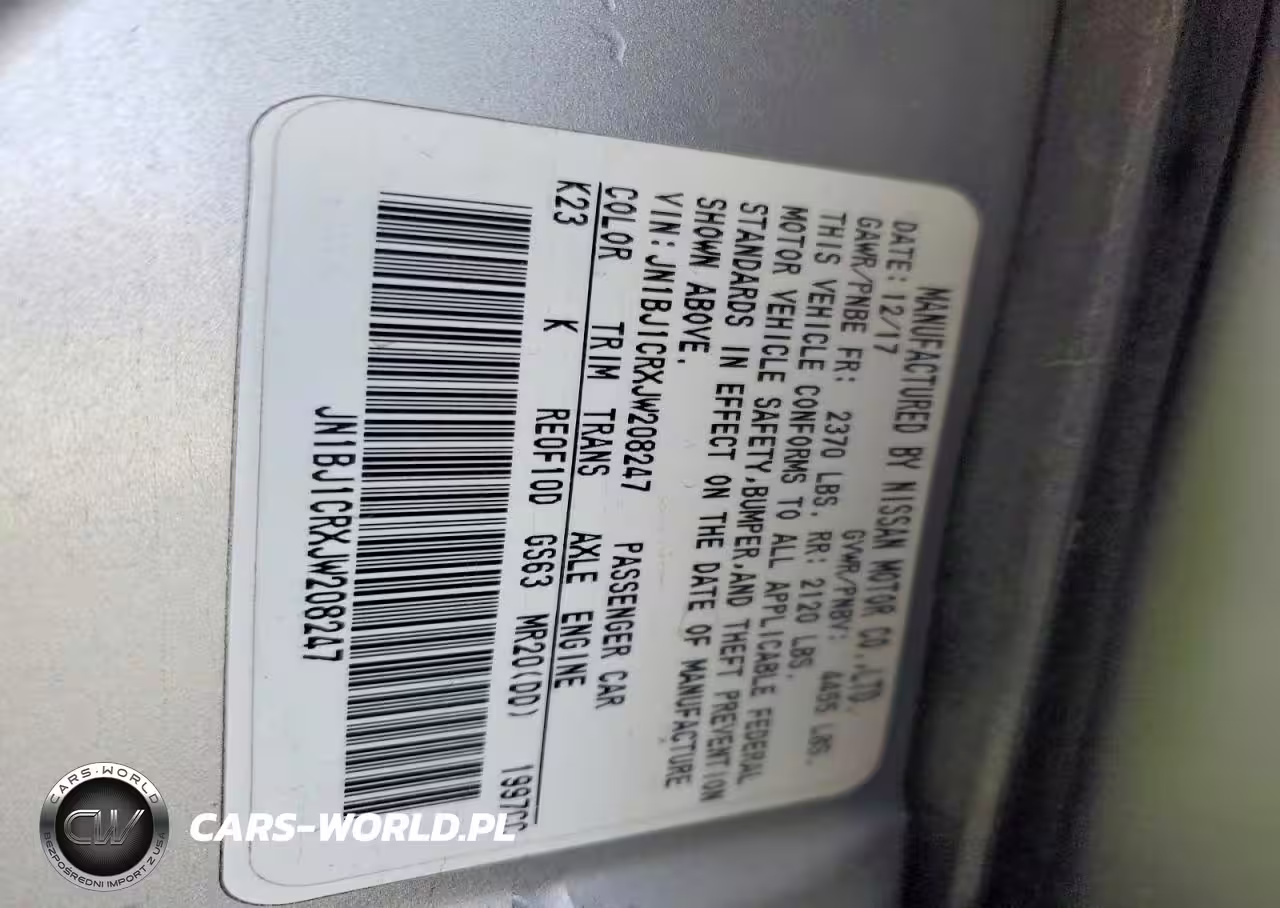 MANUFACTURED BY NISSAN MOTOR CO.,LTD.
DATE:12/17 GVWR/PNBV: 4455 LBS.
GAWR/PNBE FR: 2370 LBS. RR: 2120 LBS.
THIS VEHICLE CONFORMS TO ALL APPLICABLE FEDERAL
MOTOR VEHICLE SAFETY,BUMPER,AND THEFT PREVENTION
STANDARDS IN EFFECT ON THE DATE OF MANUFACTURE
SHOWN ABOVE.
VIN:JN1BJ1CRXJW208247 PASSENGER CAR
COLOR TRIM TRANS AXLE ENGINE
K23 K RE0F10D GS63 MR20(DD) 1997CC
JN1BJ1CRXJW208247
CARS-WORLD
CW
BEZPOŚREDNI IMPORT Z USA
CARS-WORLD.PL